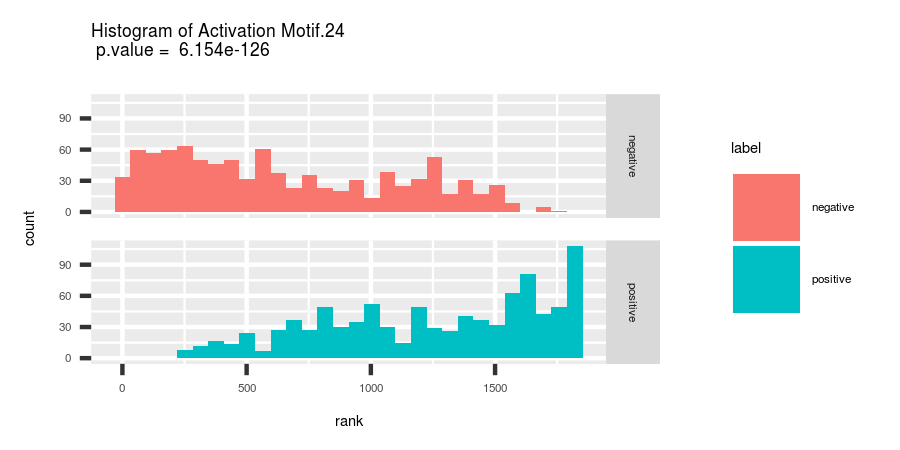 Histogram of Activation Motif.24
p.value =  6.154e-126
count
90
60
30
0
negative
90
60
30
0
positive
0
500
1000
1500
rank
label
negative
positive